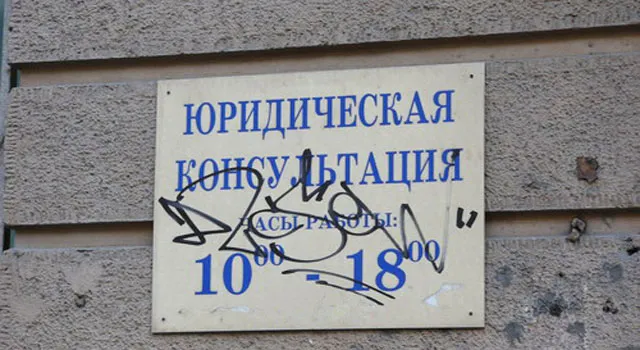 ЮРИДИЧЕСКАЯ
КОНСУЛЬТАЦИЯ
ЧАСЫ РАБОТЫ:
10⁰⁰ - 18⁰⁰